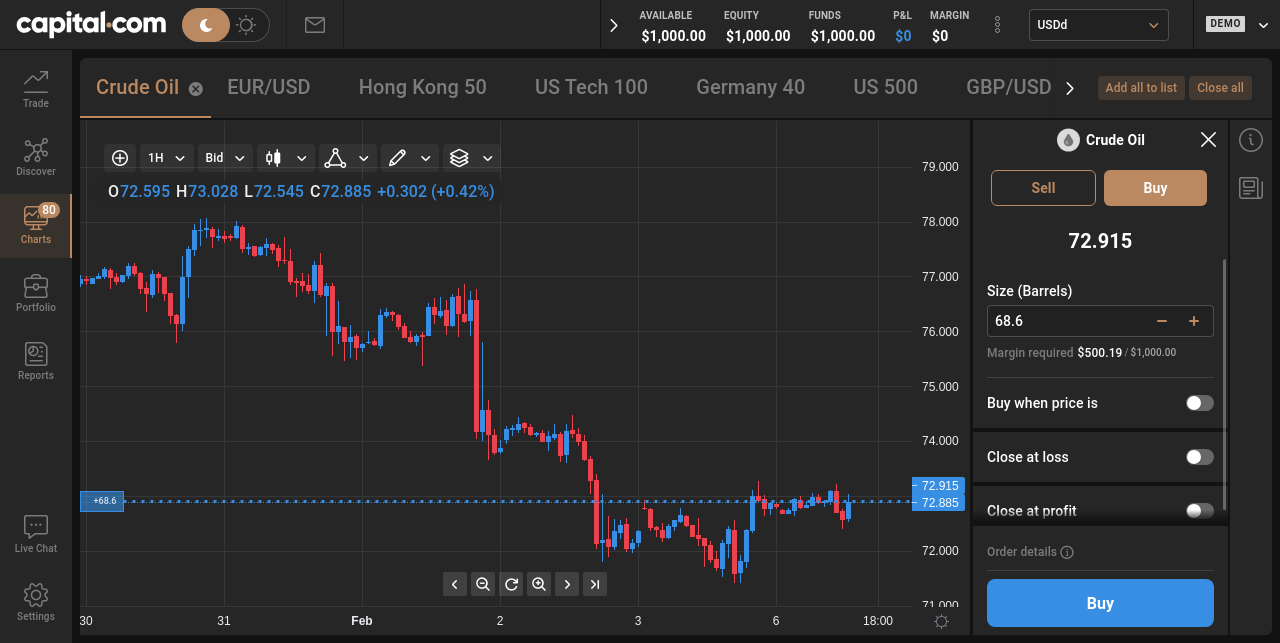 capital.com
AVAILABLE EQUITY FUNDS P&L MARGIN
$1,000.00 $1,000.00 $1,000.00 $0 $0
USDd
DEMO
Trade
Discover
80
Charts
Portfolio
Reports
Live Chat
Settings
Crude Oil EUR/USD Hong Kong 50 US Tech 100 Germany 40 US 500 GBP/USD
Add all to list Close all
1H Bid
O72.595 H73.028 L72.545 C72.885 +0.302 (+0.42%)
79.000
78.000
77.000
76.000
75.000
74.000
72.915
72.885
72.000
71.000
+68.6
30 31 Feb 2 3 6 18:00
Crude Oil
Sell Buy
72.915
Size (Barrels)
68.6
Margin required $500.19 / $1,000.00
Buy when price is
Close at loss
Close at profit
Order details
Buy